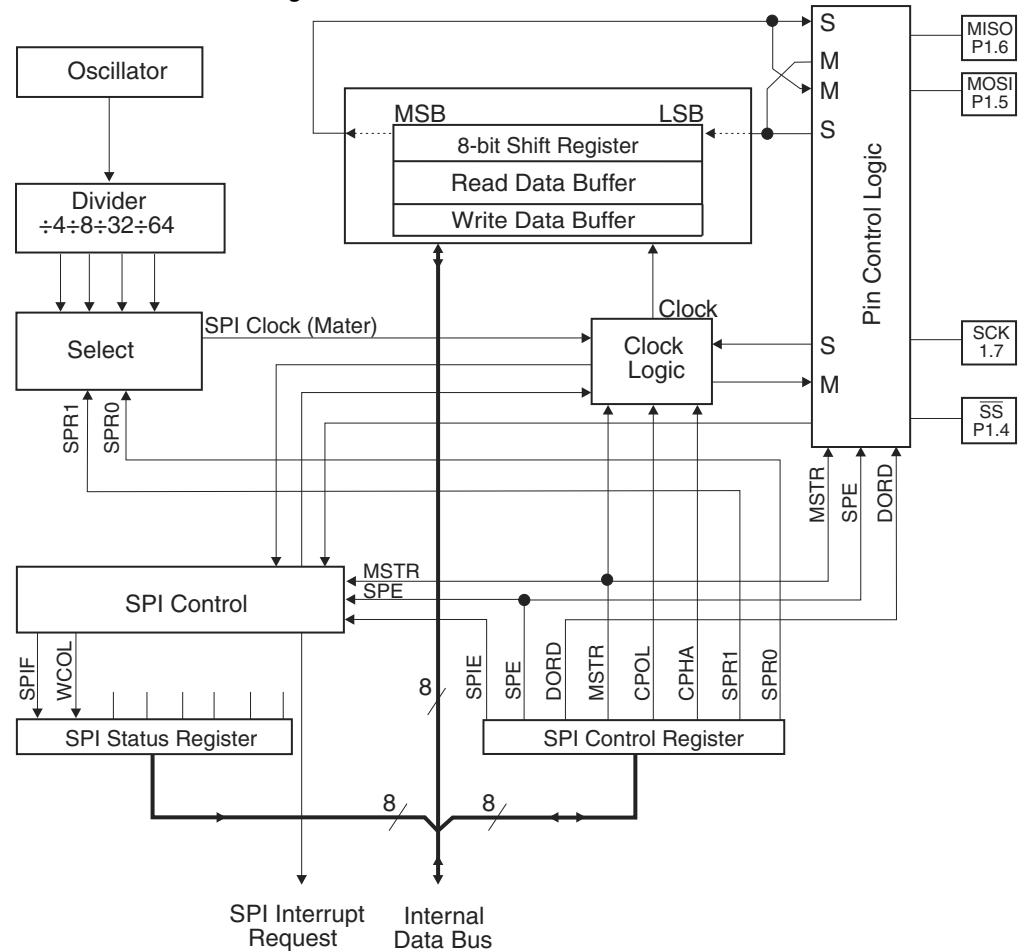 Oscillator
Divider
÷4÷8÷32÷64
Select
SPI Clock (Mater)
SPR1
SPR0
MSB
LSB
8-bit Shift Register
Read Data Buffer
Write Data Buffer
Clock
Clock
Logic
S
M
M
S
S
M
Pin Control Logic
MISO
P1.6
MOSI
P1.5
SCK
1.7
SS
P1.4
MSTR
SPE
DORD
MSTR
SPE
SPI Control
SPIF
WCOL
SPI Status Register
8
SPIE
SPE
DORD
MSTR
CPOL
CPHA
SPR1
SPR0
SPI Control Register
8
8
SPI Interrupt
Request
Internal
Data Bus